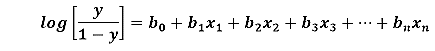 log[y/(1 − y)] = b₀ + b₁x₁ + b₂x₂ + b₃x₃ + ⋯ + bₙxₙ